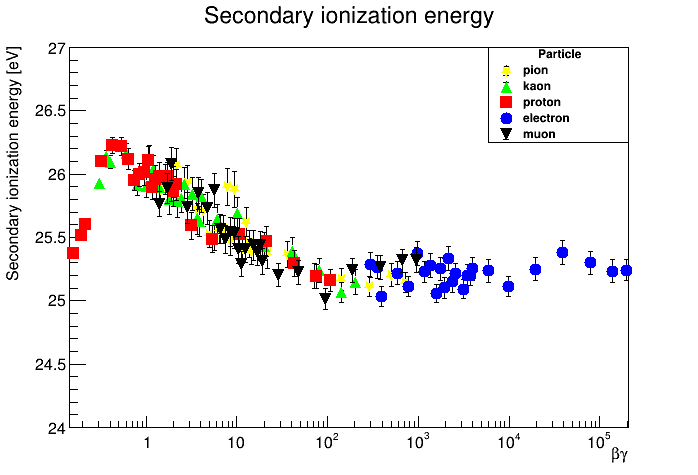 Secondary ionization energy
Secondary ionization energy [eV]
27
26.5
26
25.5
25
24.5
24
Particle
pion
kaon
proton
electron
muon
1
10
10²
10³
10⁴
10⁵
βγ